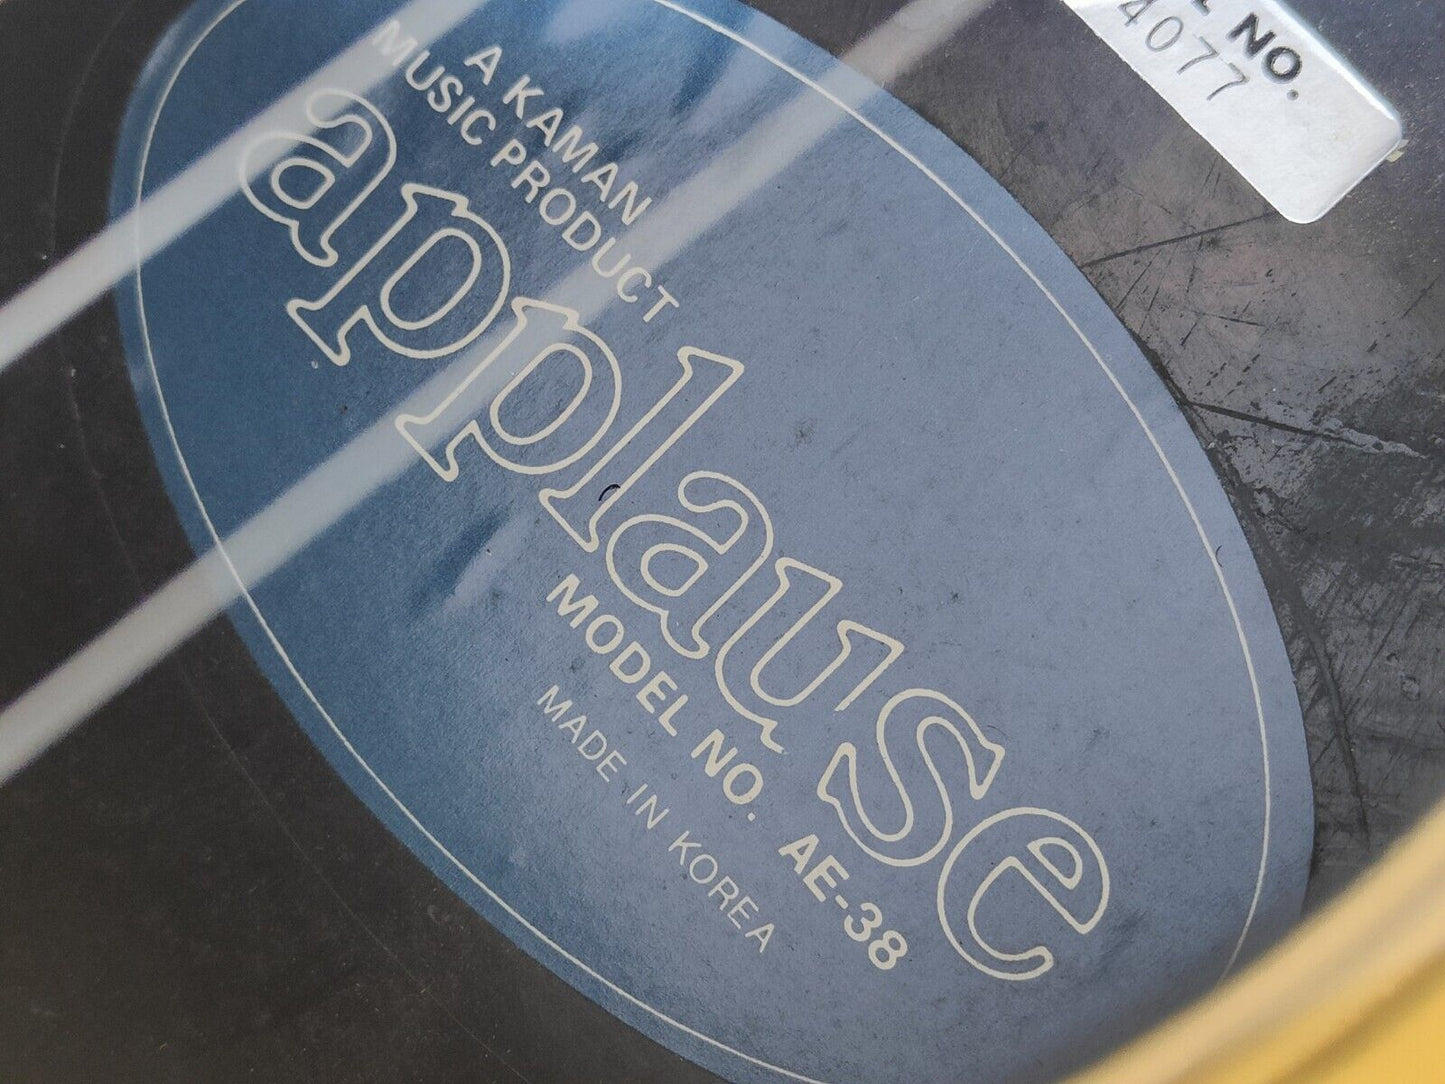 A KAMAN
MUSIC PRODUCT
applause
MODEL NO. AE-38
MADE IN KOREA
NO.
4077